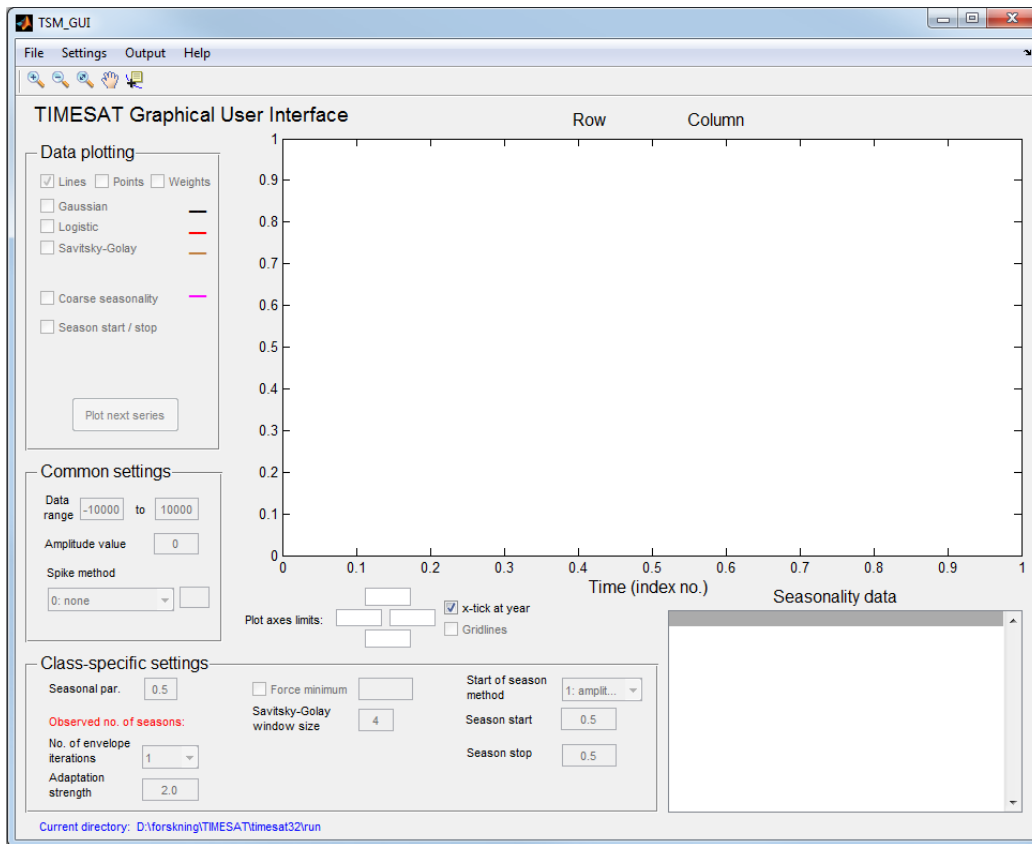 TSM_GUI
File Settings Output Help
TIMESAT Graphical User Interface
Row Column
Data plotting
Lines Points Weights
Gaussian
Logistic
Savitsky-Golay
Coarse seasonality
Season start / stop
Plot next series
1
0.9
0.8
0.7
0.6
0.5
0.4
0.3
0.2
0.1
0
0 0.1 0.2 0.3 0.4 0.5 0.6 0.7 0.8 0.9 1
Time (index no.)
Common settings
Data
range -10000 to 10000
Amplitude value 0
Spike method
0: none
Plot axes limits:
x-tick at year
Gridlines
Seasonality data
Class-specific settings
Seasonal par. 0.5
Observed no. of seasons:
No. of envelope
iterations 1
Adaptation
strength 2.0
Force minimum
Savitsky-Golay
window size 4
Start of season
method 1: amplit...
Season start 0.5
Season stop 0.5
Current directory: D:\forskning\TIMESAT\timesat32\run